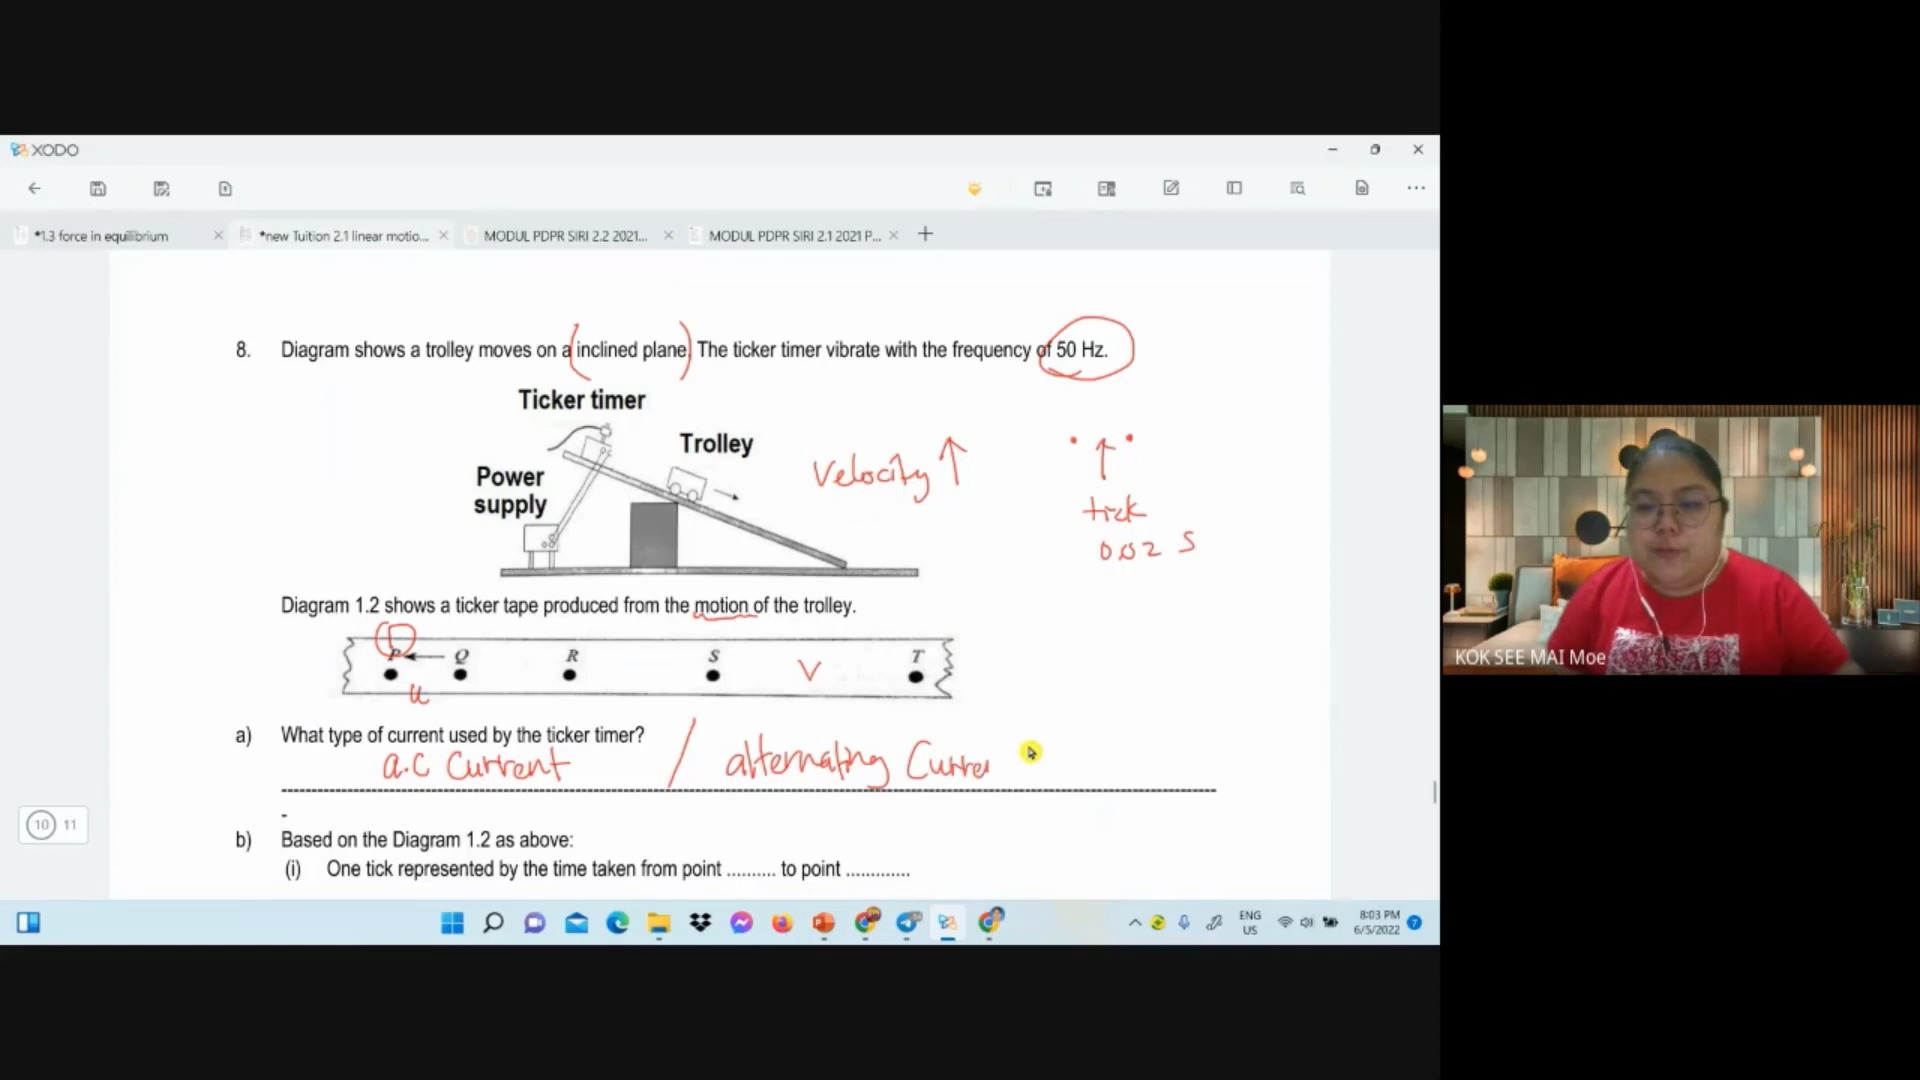 XODO
*1.3 force in equilibrium
*new Tuition 2.1 linear motio...
MODUL PDPR SIRI 2.2 2021...
MODUL PDPR SIRI 2.1 2021 P...
8. Diagram shows a trolley moves on a inclined plane. The ticker timer vibrate with the frequency of 50 Hz.
Ticker timer
Trolley
Power
supply
Velocity ↑
tick
0.02 S
Diagram 1.2 shows a ticker tape produced from the motion of the trolley.
P Q R S T
u V
a) What type of current used by the ticker timer?
a.c Current / alternating Curre
b) Based on the Diagram 1.2 as above:
(i) One tick represented by the time taken from point .......... to point .............
10 11
ENG
US
8:03 PM
6/5/2022
7
KOK SEE MAI Moe